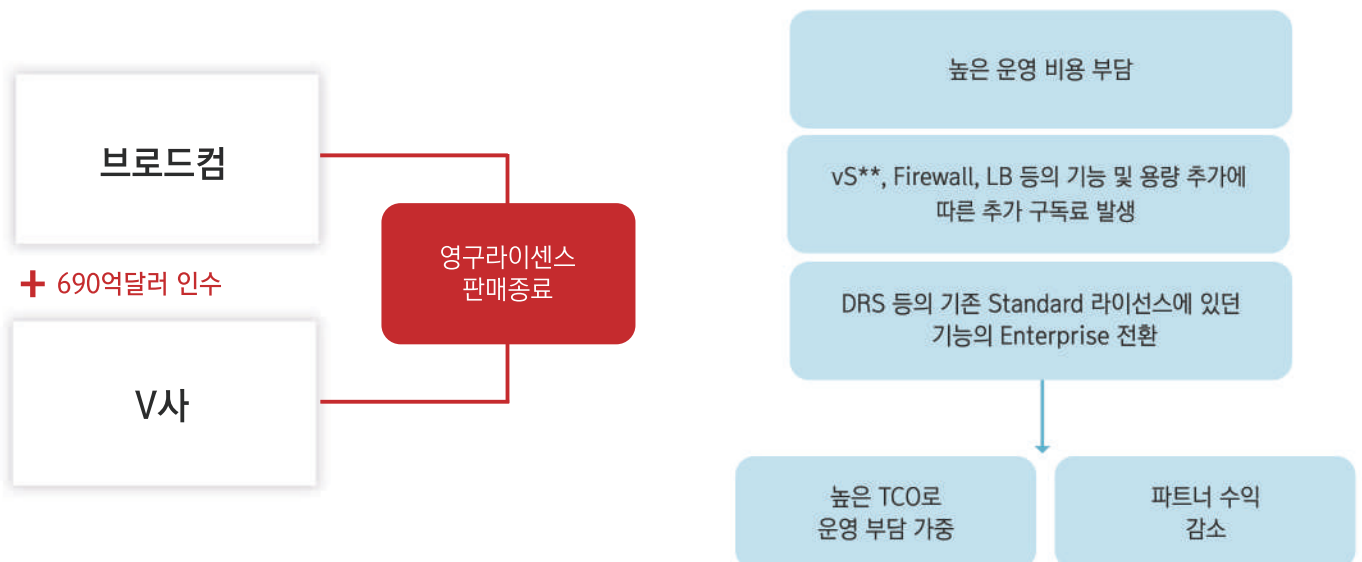 브로드컴
+ 690억달러 인수
V사
영구라이센스
판매종료
높은 운영 비용 부담
vS**, Firewall, LB 등의 기능 및 용량 추가에
따른 추가 구독료 발생
DRS 등의 기존 Standard 라이선스에 있던
기능의 Enterprise 전환
높은 TCO로
운영 부담 가중
파트너 수익
감소